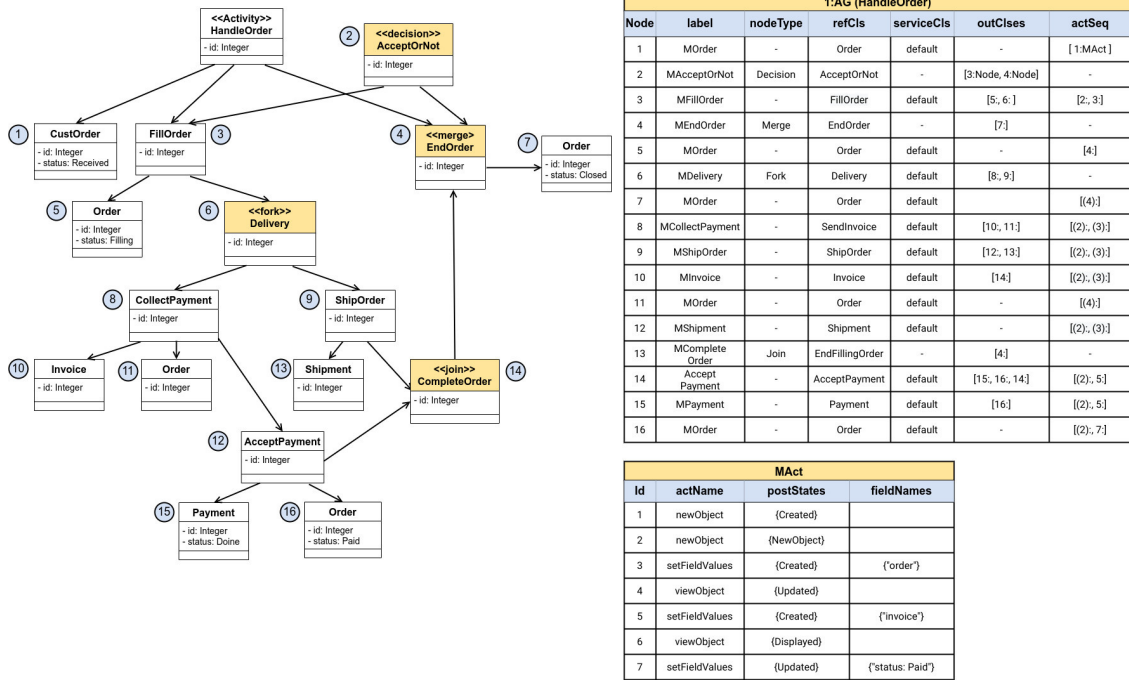 <<Activity>>
HandleOrder
- id: Integer
2
<<decision>>
AcceptOrNot
- id: Integer
1
CustOrder
- id: Integer
- status: Received
FillOrder
- id: Integer
3
4
<<merge>
EndOrder
- id: Integer
7
Order
- id: Integer
- status: Closed
5
Order
- id: Integer
- status: Filling
6
<<fork>>
Delivery
- id: Integer
8
CollectPayment
- id: Integer
9
ShipOrder
- id: Integer
10
Invoice
- id: Integer
11
Order
- id: Integer
13
Shipment
- id: Integer
<<join>>
CompleteOrder
- id: Integer
14
12
AcceptPayment
- id: Integer
15
Payment
- id: Integer
- status: Doine
16
Order
- id: Integer
- status: Paid
1:AG (HandleOrder)
Node label nodeType refCls serviceCls outClses actSeq
1 MOrder - Order default - [ 1:MAct ]
2 MAcceptOrNot Decision AcceptOrNot - [3:Node, 4:Node] -
3 MFillOrder - FillOrder default [5:, 6: ] [2:, 3:]
4 MEndOrder Merge EndOrder default [7:] -
5 MOrder - Order default - [4:]
6 MDelivery Fork Delivery default [8:, 9:] -
7 MOrder - Order default [(4):]
8 MCollectPayment - SendInvoice default [10:, 11:] [(2):, (3):]
9 MShipOrder - ShipOrder default [12:, 13:] [(2):, (3):]
10 MInvoice - Invoice default [14:] [(2):, (3):]
11 MOrder - Order default - [(4):]
12 MShipment - Shipment default - [(2):, (3):]
13 MComplete Order Join EndFillingOrder - [4:] -
14 Accept Payment - AcceptPayment default [15:, 16:, 14:] [(2):, 5:]
15 MPayment - Payment default [16:] [(2):, 5:]
16 MOrder - Order default - [(2):, 7:]
MAct
Id actName postStates fieldNames
1 newObject {Created}
2 newObject {NewObject}
3 setFieldValues {Created} {"order"}
4 viewObject {Updated}
5 setFieldValues {Created} {"invoice"}
6 viewObject {Displayed}
7 setFieldValues {Updated} {"status: Paid"}